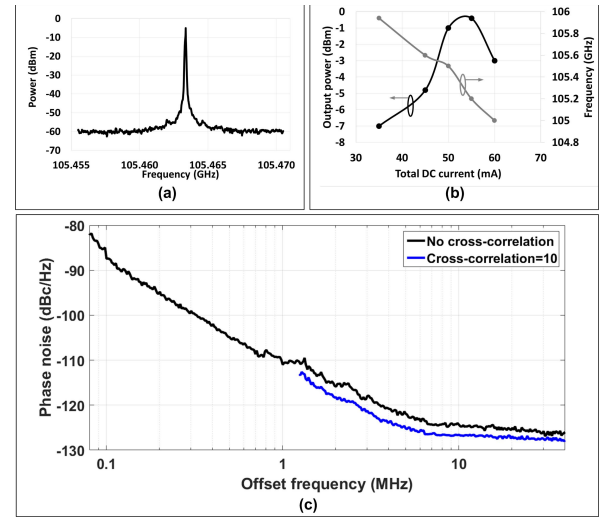 0
-10
-20
-30
-40
-50
-60
-70
Power (dBm)
105.455 105.460 105.465 105.470
Frequency (GHz)
(a)
0
-1
-2
-3
-4
-5
-6
-7
-8
Output power (dBm)
106
105.8
105.6
105.4
105.2
105
104.8
Frequency (GHz)
30 40 50 60 70
Total DC current (mA)
(b)
-80
-90
-100
-110
-120
-130
Phase noise (dBc/Hz)
No cross-correlation
Cross-correlation=10
0.1 1 10
Offset frequency (MHz)
(c)